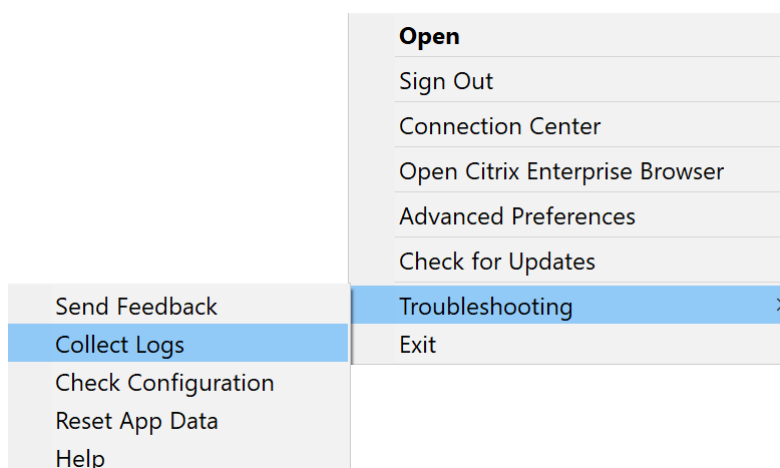 Open
Sign Out
Connection Center
Open Citrix Enterprise Browser
Advanced Preferences
Check for Updates
Troubleshooting
Exit
Send Feedback
Collect Logs
Check Configuration
Reset App Data
Help